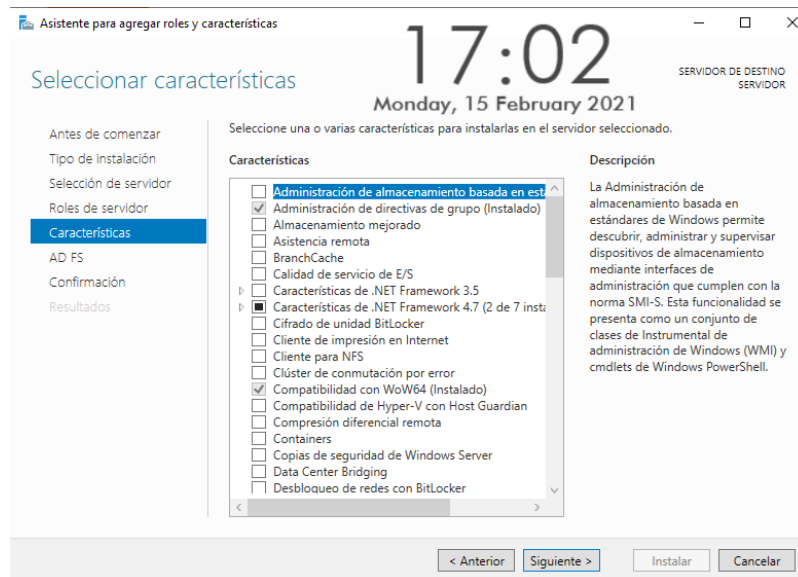 Asistente para agregar roles y características
17:02
Monday, 15 February 2021
Seleccionar características
SERVIDOR DE DESTINO
SERVIDOR
Antes de comenzar
Tipo de instalación
Selección de servidor
Roles de servidor
Características
AD FS
Confirmación
Resultados
Seleccione una o varias características para instalarlas en el servidor seleccionado.
Características
Administración de almacenamiento basada en está
Administración de directivas de grupo (Instalado)
Almacenamiento mejorado
Asistencia remota
BranchCache
Calidad de servicio de E/S
Características de .NET Framework 3.5
Características de .NET Framework 4.7 (2 de 7 insta
Cifrado de unidad BitLocker
Cliente de impresión en Internet
Cliente para NFS
Clúster de conmutación por error
Compatibilidad con WoW64 (Instalado)
Compatibilidad de Hyper-V con Host Guardian
Compresión diferencial remota
Containers
Copias de seguridad de Windows Server
Data Center Bridging
Desbloqueo de redes con BitLocker
Descripción
La Administración de
almacenamiento basada en
estándares de Windows permite
descubrir, administrar y supervisar
dispositivos de almacenamiento
mediante interfaces de
administración que cumplen con la
norma SMI-S. Esta funcionalidad se
presenta como un conjunto de
clases de Instrumental de
administración de Windows (WMI) y
cmdlets de Windows PowerShell.
< Anterior
Siguiente >
Instalar
Cancelar